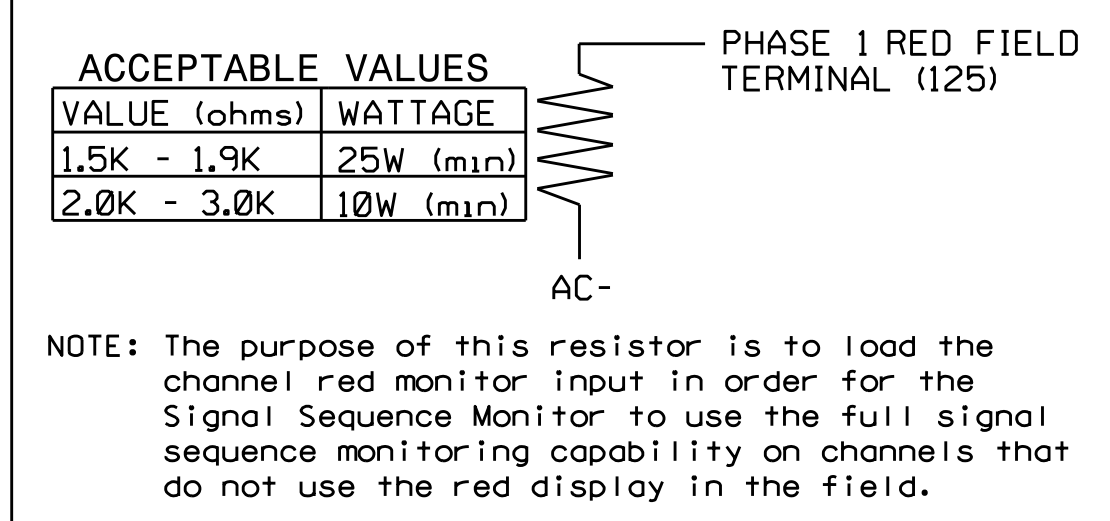 ACCEPTABLE VALUES
VALUE (ohms) WATTAGE
1.5K - 1.9K 25W (min)
2.0K - 3.0K 10W (min)
PHASE 1 RED FIELD
TERMINAL (125)
AC-
NOTE: The purpose of this resistor is to load the
channel red monitor input in order for the
Signal Sequence Monitor to use the full signal
sequence monitoring capability on channels that
do not use the red display in the field.